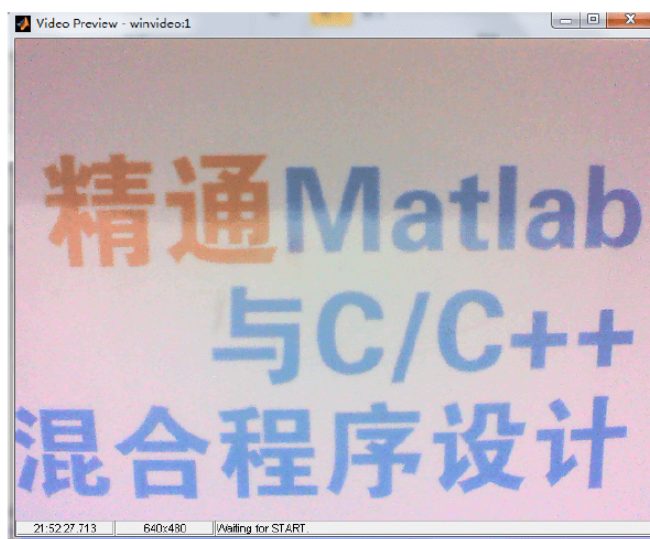 Video Preview - winvideo:1
精通Matlab
与C/C++
混合程序设计
21:52:27.713 640x480 Waiting for START.